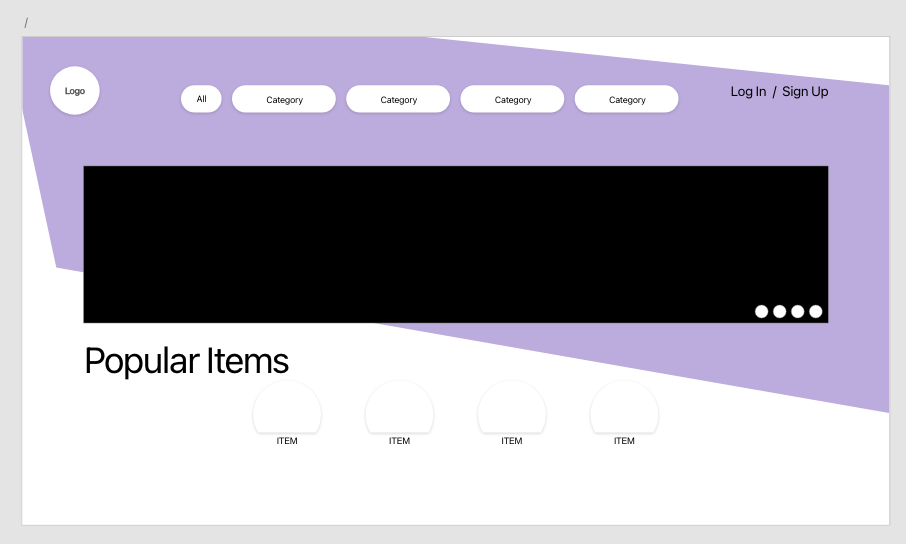 /
Logo
All
Category
Category
Category
Category
Log In / Sign Up
Popular Items
ITEM
ITEM
ITEM
ITEM